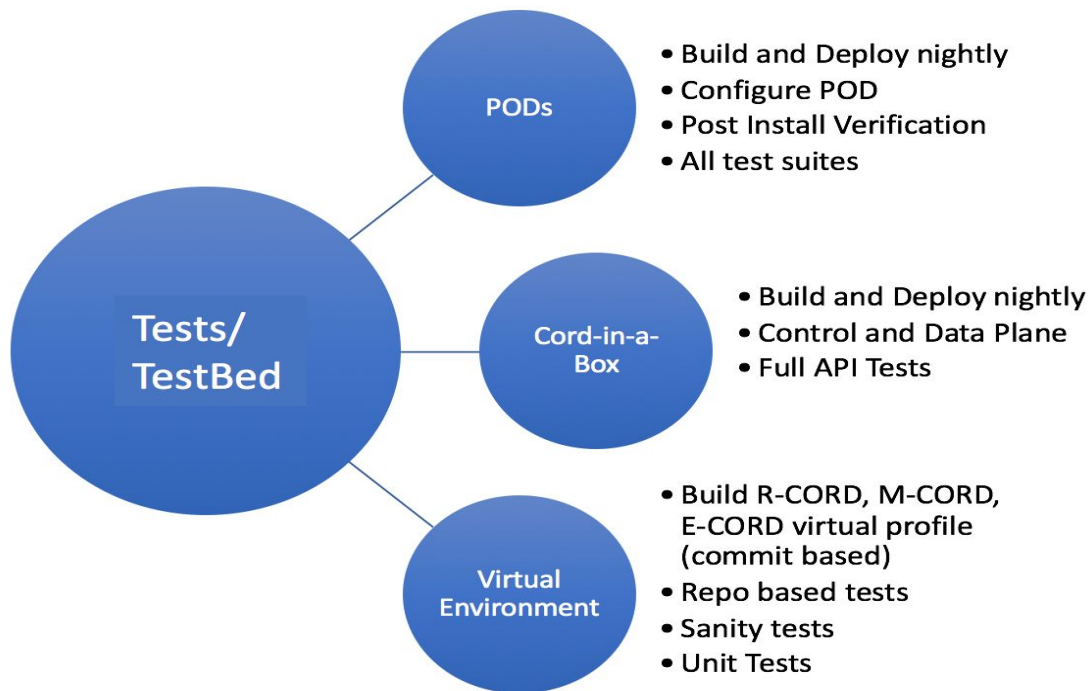 PODs
• Build and Deploy nightly
• Configure POD
• Post Install Verification
• All test suites
Tests/
TestBed
Cord-in-a-
Box
• Build and Deploy nightly
• Control and Data Plane
• Full API Tests
Virtual
Environment
• Build R-CORD, M-CORD,
E-CORD virtual profile
(commit based)
• Repo based tests
• Sanity tests
• Unit Tests